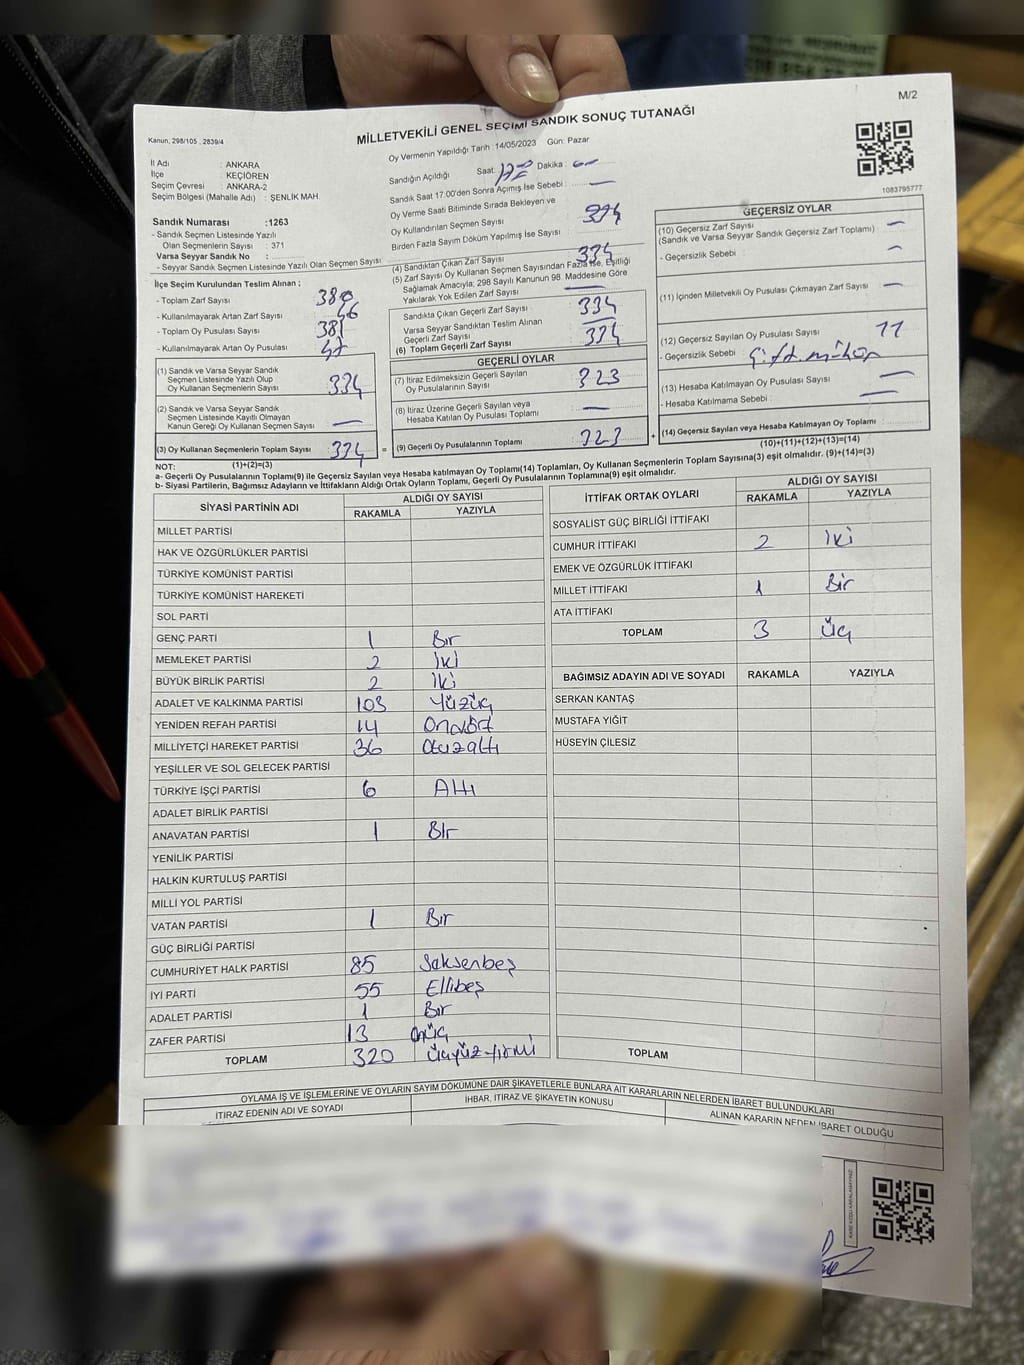 M/2
Kanun, 298/105 , 2839/4
MİLLETVEKİLİ GENEL SEÇİMİ SANDIK SONUÇ TUTANAĞI
Oy Vermenin Yapıldığı Tarih :14/05/2023 Gün: Pazar
İl Adı : ANKARA
İlçe : KEÇİÖREN
Seçim Çevresi : ANKARA-2
Seçim Bölgesi (Mahalle Adı) : ŞENLİK MAH.
Sandığın Açıldığı Saat: Dakika :
Sandık Saat 17:00'den Sonra Açımış İse Sebebi :
Oy Verme Saati Bitiminde Sırada Bekleyen ve
Oy Kullandırılan Seçmen Sayısı
Birden Fazla Sayım Döküm Yapılmış İse Sayısı
1083795777
Sandık Numarası :1263
- Sandık Seçmen Listesinde Yazılı
Olan Seçmenlerin Sayısı : 371
Varsa Seyyar Sandık No :
- Seyyar Sandık Seçmen Listesinde Yazılı Olan Seçmen Sayısı
İlçe Seçim Kurulundan Teslim Alınan ;
- Toplam Zarf Sayısı 380
- Kullanılmayarak Artan Zarf Sayısı 46
- Toplam Oy Pusulası Sayısı 381
- Kullanılmayarak Artan Oy Pusulası 47
(1) Sandık ve Varsa Seyyar Sandık
Seçmen Listesinde Yazılı Olup
Oy Kullanan Seçmenlerin Sayısı 334
(2) Sandık ve Varsa Seyyar Sandık
Seçmen Listesinde Kayıtlı Olmayan
Kanun Gereği Oy Kullanan Seçmen Sayısı —
(3) Oy Kullanan Seçmenlerin Toplam Sayısı 334
(1)+(2)=(3)
(4) Sandıktan Çıkan Zarf Sayısı 334
(5) Zarf Sayısı Oy Kullanan Seçmen Sayısından Fazla İse, Eşitliği
Sağlamak Amacıyla; 298 Sayılı Kanunun 98. Maddesine Göre
Yakılarak Yok Edilen Zarf Sayısı —
Sandıkta Çıkan Geçerli Zarf Sayısı 334
Varsa Seyyar Sandıktan Teslim Alınan
Geçerli Zarf Sayısı
(6) Toplam Geçerli Zarf Sayısı 334
GEÇERLİ OYLAR
(7) İtiraz Edilmeksizin Geçerli Sayılan
Oy Pusulalarının Sayısı 323
(8) İtiraz Üzerine Geçerli Sayılan veya
Hesaba Katılan Oy Pusulası Toplamı —
= (9) Geçerli Oy Pusulalarının Toplamı 323 +
GEÇERSİZ OYLAR
(10) Geçersiz Zarf Sayısı —
(Sandık ve Varsa Seyyar Sandık Geçersiz Zarf Toplamı)
- Geçersizlik Sebebi : —
(11) İçinden Milletvekili Oy Pusulası Çıkmayan Zarf Sayısı —
(12) Geçersiz Sayılan Oy Pusulası Sayısı 11
- Geçersizlik Sebebi
(13) Hesaba Katılmayan Oy Pusulası Sayısı —
- Hesaba Katılmama Sebebi : —
(14) Geçersiz Sayılan veya Hesaba Katılmayan Oy Toplamı :
(10)+(11)+(12)+(13)=(14)
NOT:
a- Geçerli Oy Pusulalarının Toplamı(9) ile Geçersiz Sayılan veya Hesaba katılmayan Oy Toplamı(14) Toplamları, Oy Kullanan Seçmenlerin Toplam Sayısına(3) eşit olmalıdır. (9)+(14)=(3)
b- Siyasi Partilerin, Bağımsız Adayların ve İttifakların Aldığı Ortak Oyların Toplamı, Geçerli Oy Pusulalarının Toplamına(9) eşit olmalıdır.
SİYASİ PARTİNİN ADI ALDIĞI OY SAYISI
RAKAMLA YAZIYLA
MİLLET PARTİSİ
HAK VE ÖZGÜRLÜKLER PARTİSİ
TÜRKİYE KOMÜNİST PARTİSİ
TÜRKİYE KOMÜNİST HAREKETİ
SOL PARTİ
GENÇ PARTİ 1 Bir
MEMLEKET PARTİSİ 2 İki
BÜYÜK BİRLİK PARTİSİ 2 İki
ADALET VE KALKINMA PARTİSİ 103 Yüzüç
YENİDEN REFAH PARTİSİ 14 Ondört
MİLLİYETÇİ HAREKET PARTİSİ 36 Otuzaltı
YEŞİLLER VE SOL GELECEK PARTİSİ
TÜRKİYE İŞÇİ PARTİSİ 6 Altı
ADALET BİRLİK PARTİSİ
ANAVATAN PARTİSİ 1 Bir
YENİLİK PARTİSİ
HALKIN KURTULUŞ PARTİSİ
MİLLİ YOL PARTİSİ
VATAN PARTİSİ 1 Bir
GÜÇ BİRLİĞİ PARTİSİ
CUMHURİYET HALK PARTİSİ 85 Seksenbeş
İYİ PARTİ 55 Ellibeş
ADALET PARTİSİ 1 Bir
ZAFER PARTİSİ 13 Onüç
TOPLAM 320 Üçyüzyirmi
İTTİFAK ORTAK OYLARI ALDIĞI OY SAYISI
RAKAMLA YAZIYLA
SOSYALİST GÜÇ BİRLİĞİ İTTİFAKI
CUMHUR İTTİFAKI 2 İki
EMEK VE ÖZGÜRLÜK İTTİFAKI
MİLLET İTTİFAKI 1 Bir
ATA İTTİFAKI
TOPLAM 3 Üç
BAĞIMSIZ ADAYIN ADI VE SOYADI RAKAMLA YAZIYLA
SERKAN KANTAŞ
MUSTAFA YİĞİT
HÜSEYİN ÇİLESİZ
TOPLAM
OYLAMA İŞ VE İŞLEMLERİNE VE OYLARIN SAYIM DÖKÜMÜNE DAİR ŞİKAYETLERLE BUNLARA AİT KARARLARIN NELERDEN İBARET BULUNDUKLARI
İTİRAZ EDENİN ADI VE SOYADI İHBAR, İTİRAZ VE ŞİKAYETİN KONUSU ALINAN KARARIN NEDEN İBARET OLDUĞU